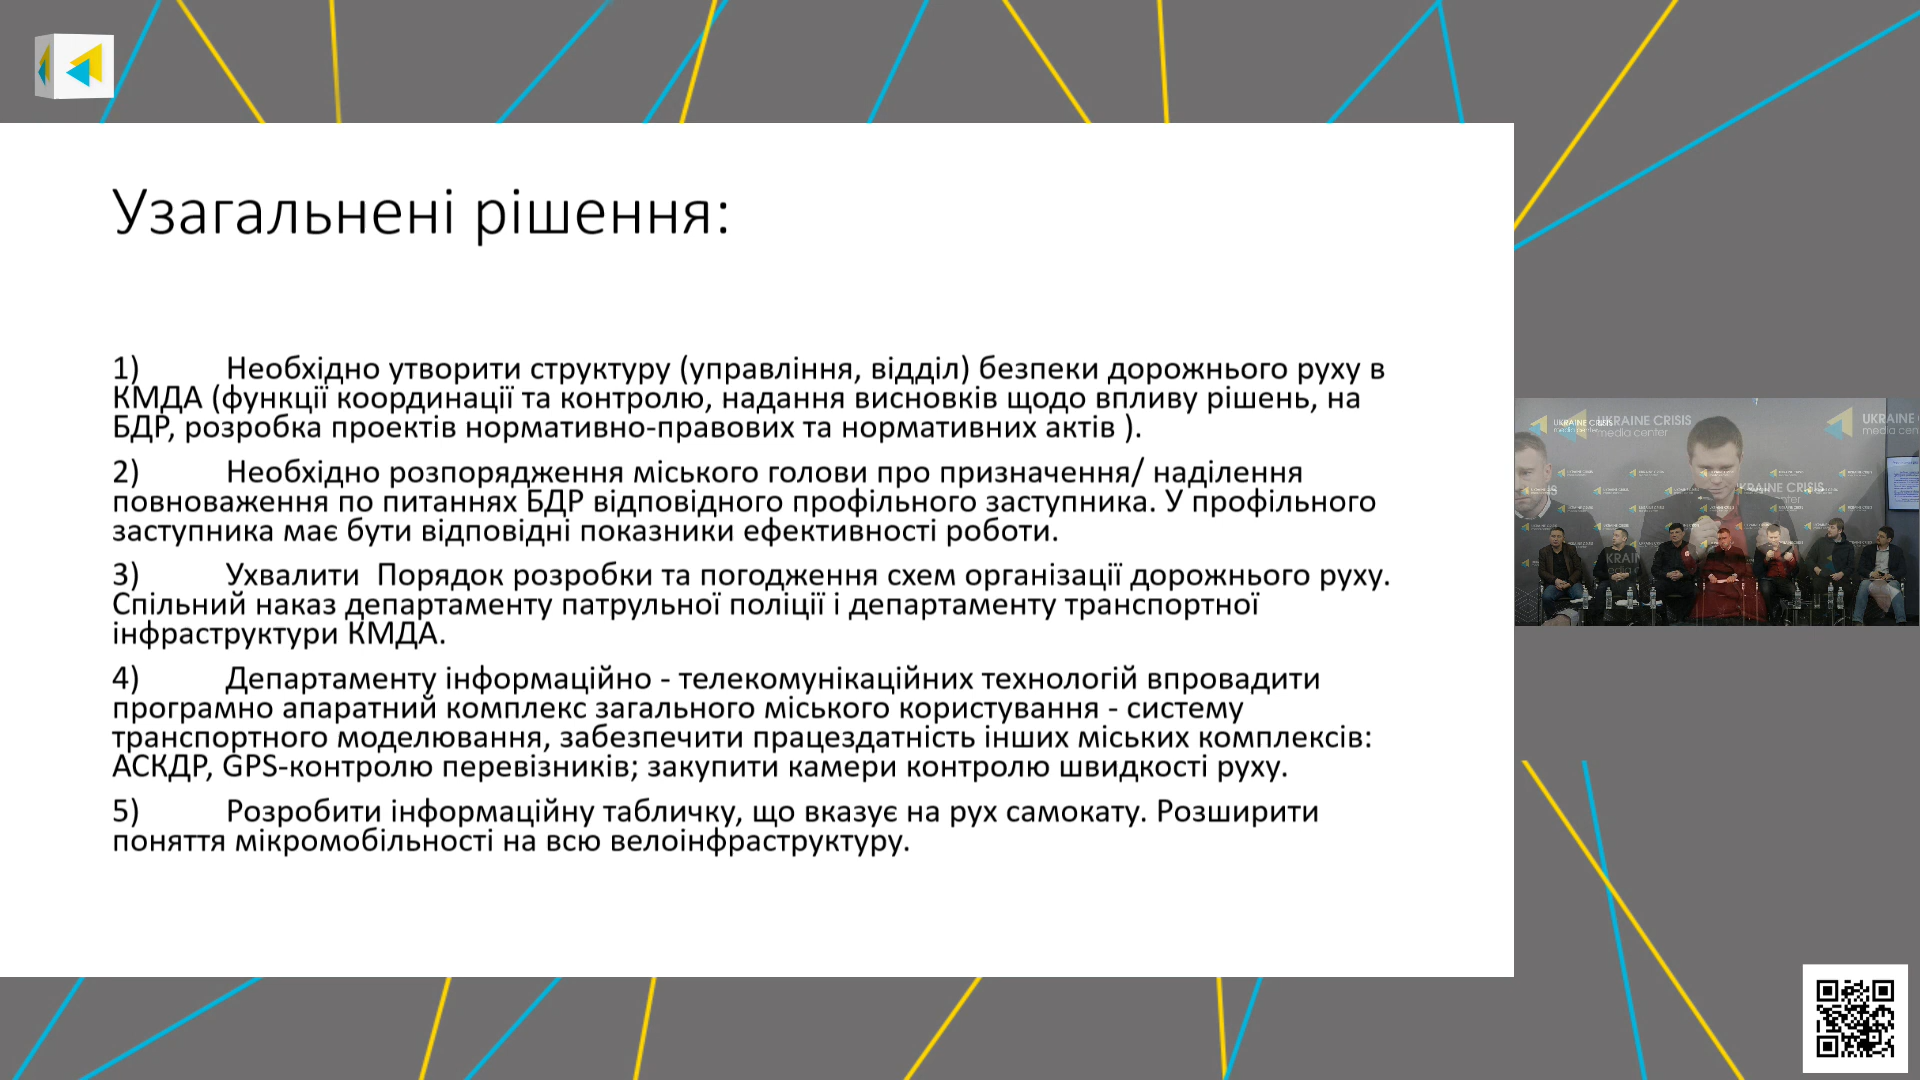 Узагальнені рішення:
1) Необхідно утворити структуру (управління, відділ) безпеки дорожнього руху в
КМДА (функції координації та контролю, надання висновків щодо впливу рішень, на
БДР, розробка проектів нормативно-правових та нормативних актів ).
2) Необхідно розпорядження міського голови про призначення/ наділення
повноваження по питаннях БДР відповідного профільного заступника. У профільного
заступника має бути відповідні показники ефективності роботи.
3) Ухвалити Порядок розробки та погодження схем організації дорожнього руху.
Спільний наказ департаменту патрульної поліції і департаменту транспортної
інфраструктури КМДА.
4) Департаменту інформаційно - телекомунікаційних технологій впровадити
програмно апаратний комплекс загального міського користування - систему
транспортного моделювання, забезпечити працездатність інших міських комплексів:
АСКДР, GPS-контролю перевізників; закупити камери контролю швидкості руху.
5) Розробити інформаційну табличку, що вказує на рух самокату. Розширити
поняття мікромобільності на всю велоінфраструктуру.
UKRAINE CRISIS
media center
UKRAINE
media cen